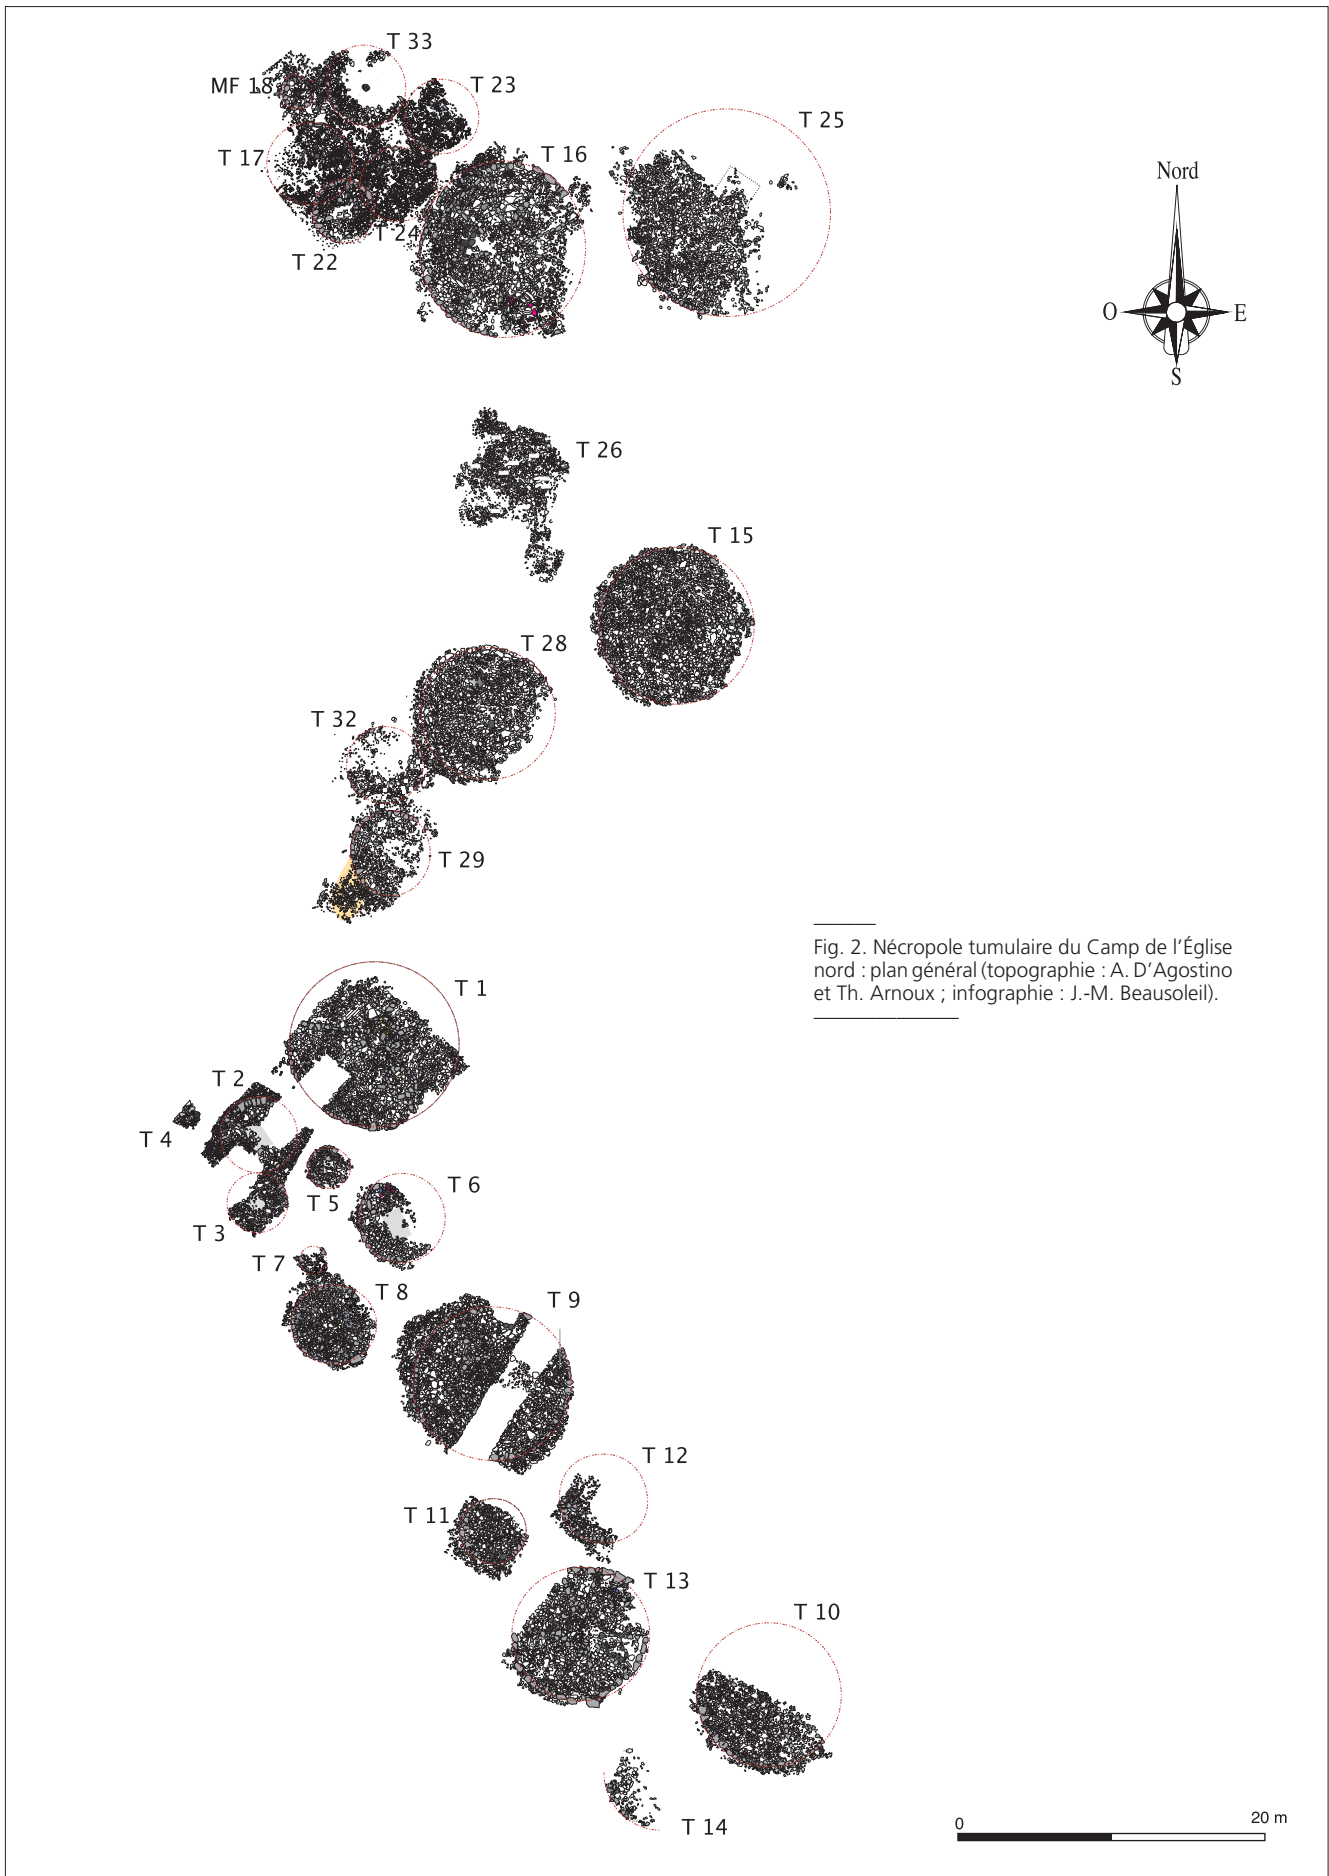 T 33
MF 18
T 23
T 25
T 17
T 16
T 24
T 22
Nord
O
E
S
T 26
T 15
T 28
T 32
T 29
Fig. 2. Nécropole tumulaire du Camp de l'Église
nord : plan général (topographie : A. D'Agostino
et Th. Arnoux ; infographie : J.-M. Beausoleil).
T 1
T 2
T 4
T 5
T 6
T 3
T 7
T 8
T 9
T 12
T 11
T 13
T 10
T 14
0
20 m